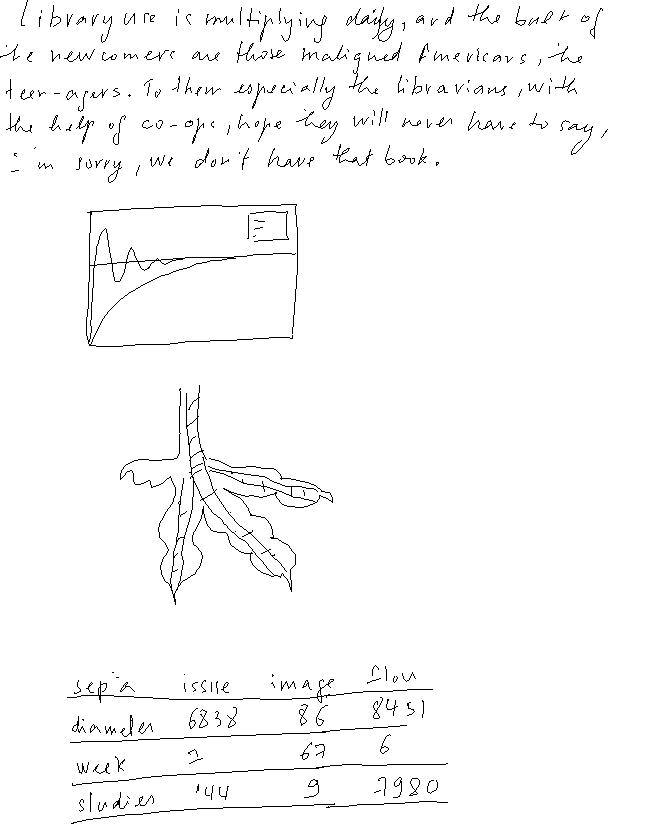 Library use is multiplying daily, and the bulk of
the newcomers are those maligned Americans, the
teen-agers. To them especially the librarians, with
the help of co-ops, hope they will never have to say,
I'm sorry, we don't have that book.
sepia issue image flow
diameter 6838 86 8451
week 1 67 6
studies '44 9 7980